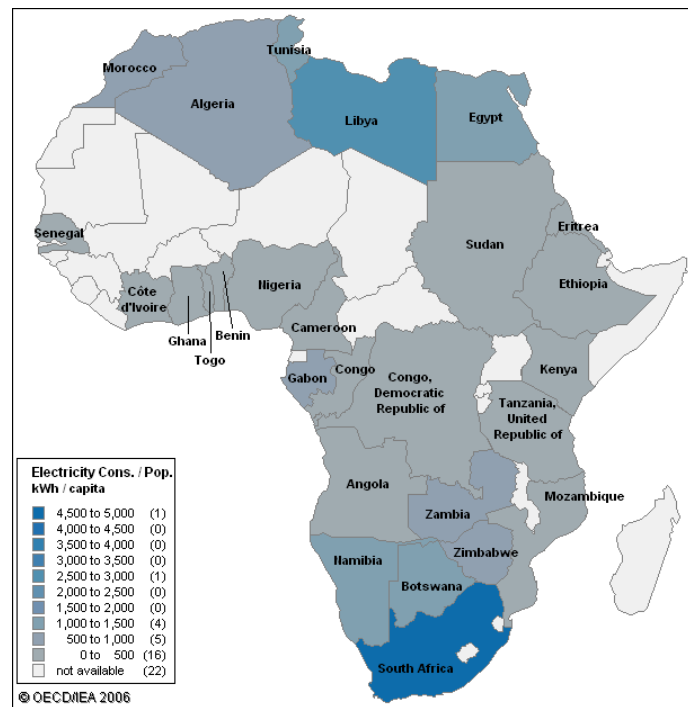 Tunisia
Morocco
Algeria
Libya
Egypt
Senegal
Sudan
Eritrea
Ethiopia
Côte
d'Ivoire
Ghana
Togo
Benin
Nigeria
Cameroon
Gabon
Congo
Congo,
Democratic
Republic of
Kenya
Tanzania,
United
Republic of
Angola
Zambia
Mozambique
Zimbabwe
Namibia
Botswana
South Africa
Electricity Cons. / Pop.
kWh / capita
4,500 to 5,000 (1)
4,000 to 4,500 (0)
3,500 to 4,000 (0)
3,000 to 3,500 (0)
2,500 to 3,000 (1)
2,000 to 2,500 (0)
1,500 to 2,000 (0)
1,000 to 1,500 (4)
500 to 1,000 (5)
0 to 500 (16)
not available (22)
© OECD/IEA 2006